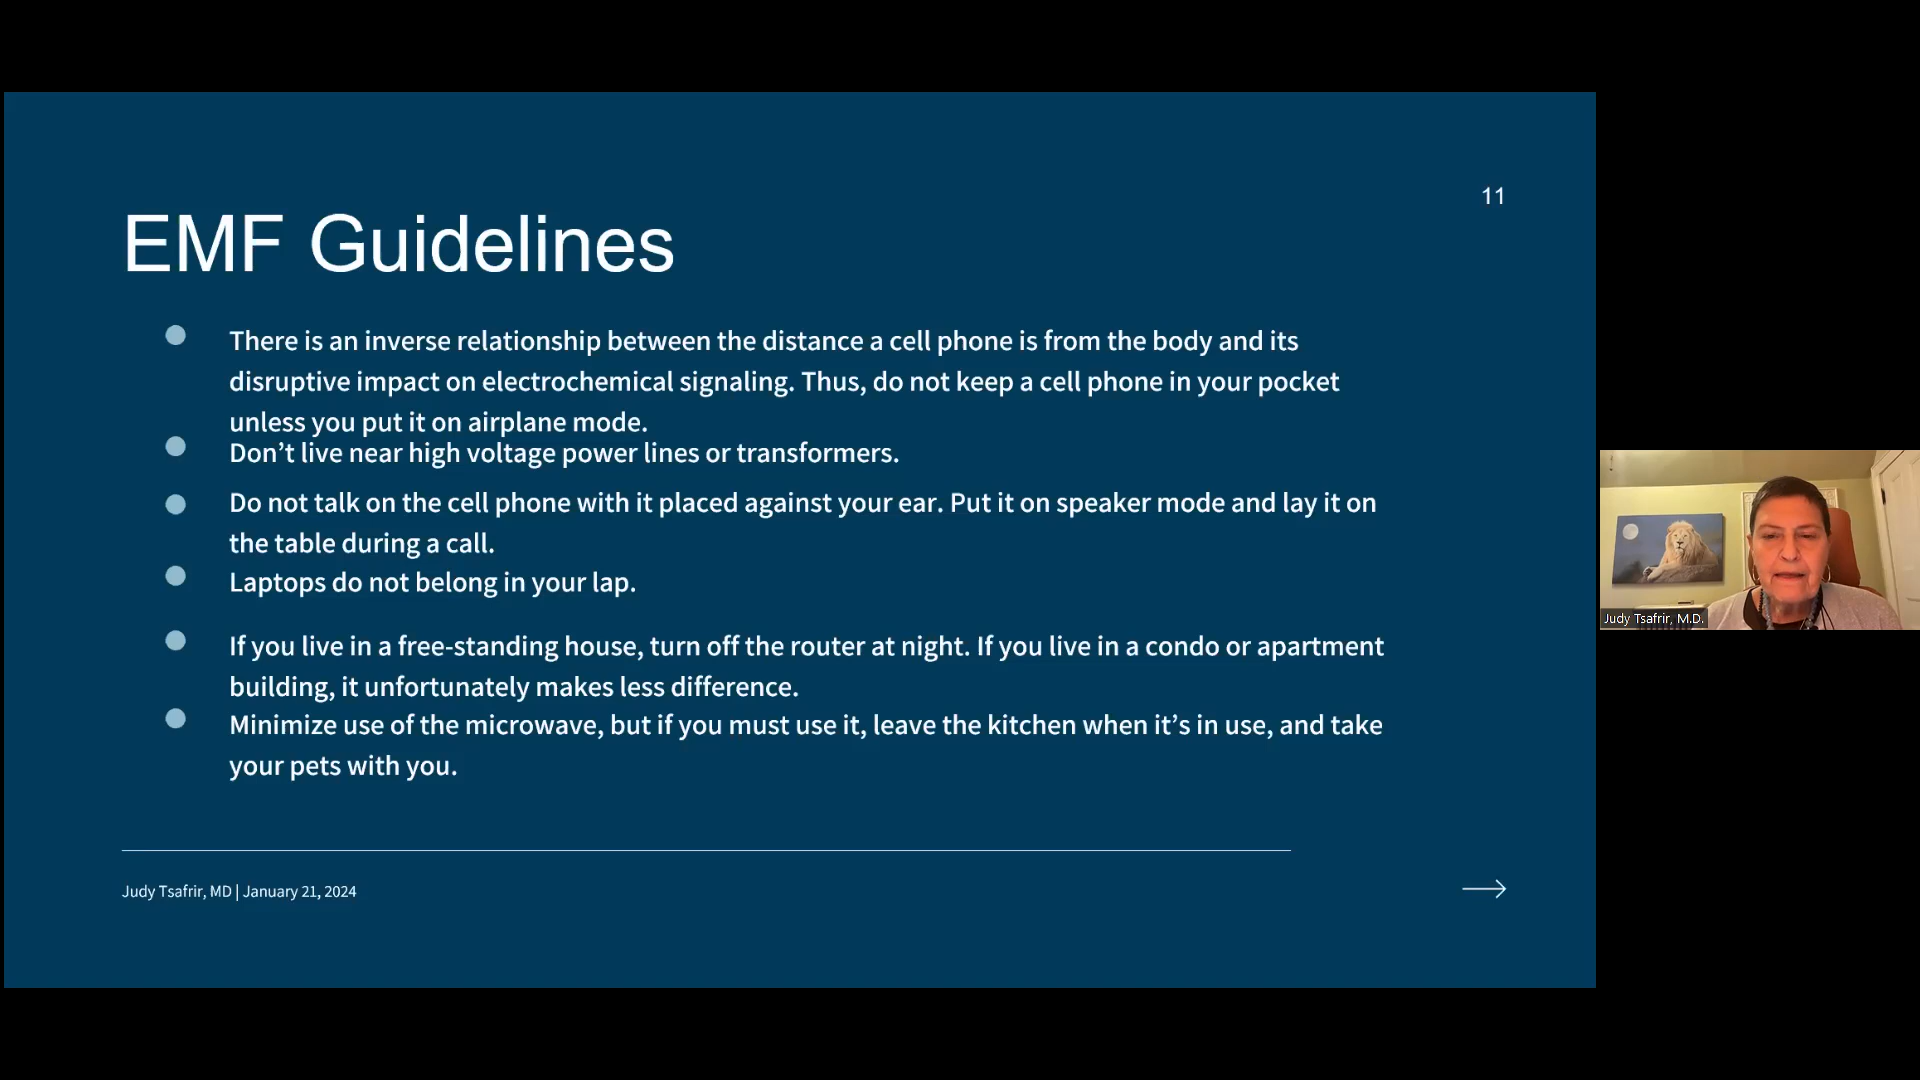 11
EMF Guidelines
There is an inverse relationship between the distance a cell phone is from the body and its
disruptive impact on electrochemical signaling. Thus, do not keep a cell phone in your pocket
unless you put it on airplane mode.
Don’t live near high voltage power lines or transformers.
Do not talk on the cell phone with it placed against your ear. Put it on speaker mode and lay it on
the table during a call.
Laptops do not belong in your lap.
If you live in a free-standing house, turn off the router at night. If you live in a condo or apartment
building, it unfortunately makes less difference.
Minimize use of the microwave, but if you must use it, leave the kitchen when it’s in use, and take
your pets with you.
Judy Tsafrir, MD | January 21, 2024
Judy Tsafrir, M.D.